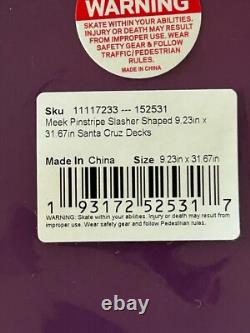 WARNING
SKATE WITHIN YOUR ABILITIES.
INJURY OR DEATH MAY RESULT
FROM IMPROPER USE. WEAR
SAFETY GEAR & FOLLOW
TRAFFIC/PEDESTRIAN
RULES.
MADE IN CHINA
Sku 11117233 --- 152531
Meek Pinstripe Slasher Shaped 9.23in x
31.67in Santa Cruz Decks
Made In China Size 9.23in x 31.67in
1 93172 52531 7
WARNING: Skate within your abilities. Injury or death may result from
improper use. Wear safety gear and follow Pedestrian rules.